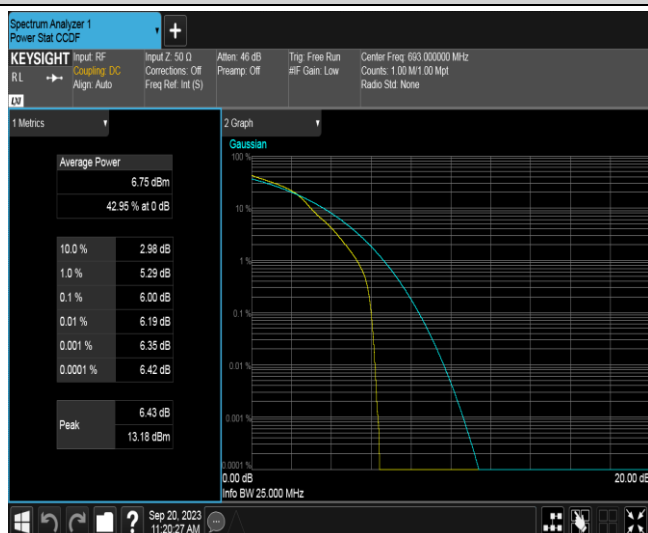 Spectrum Analyzer 1
Power Stat CCDF
+
KEYSIGHT
Input: RF
Coupling: DC
Align: Auto
Input Z: 50 Ω
Corrections: Off
Freq Ref: Int (S)
Atten: 46 dB
Preamp: Off
Trig: Free Run
#IF Gain: Low
Center Freq: 693.000000 MHz
Counts: 1.00 M/1.00 Mpt
Radio Std: None
R L
LXI
1 Metrics
Average Power
6.75 dBm
42.95 % at 0 dB
10.0 % 2.98 dB
1.0 % 5.29 dB
0.1 % 6.00 dB
0.01 % 6.19 dB
0.001 % 6.35 dB
0.0001 % 6.42 dB
Peak
6.43 dB
13.18 dBm
2 Graph
Gaussian
100 %
10 %
1 %
0.1 %
0.01 %
0.001 %
0.0001 %
0.00 dB
20.00 dB
Info BW 25.000 MHz
?
Sep 20, 2023
11:20:27 AM